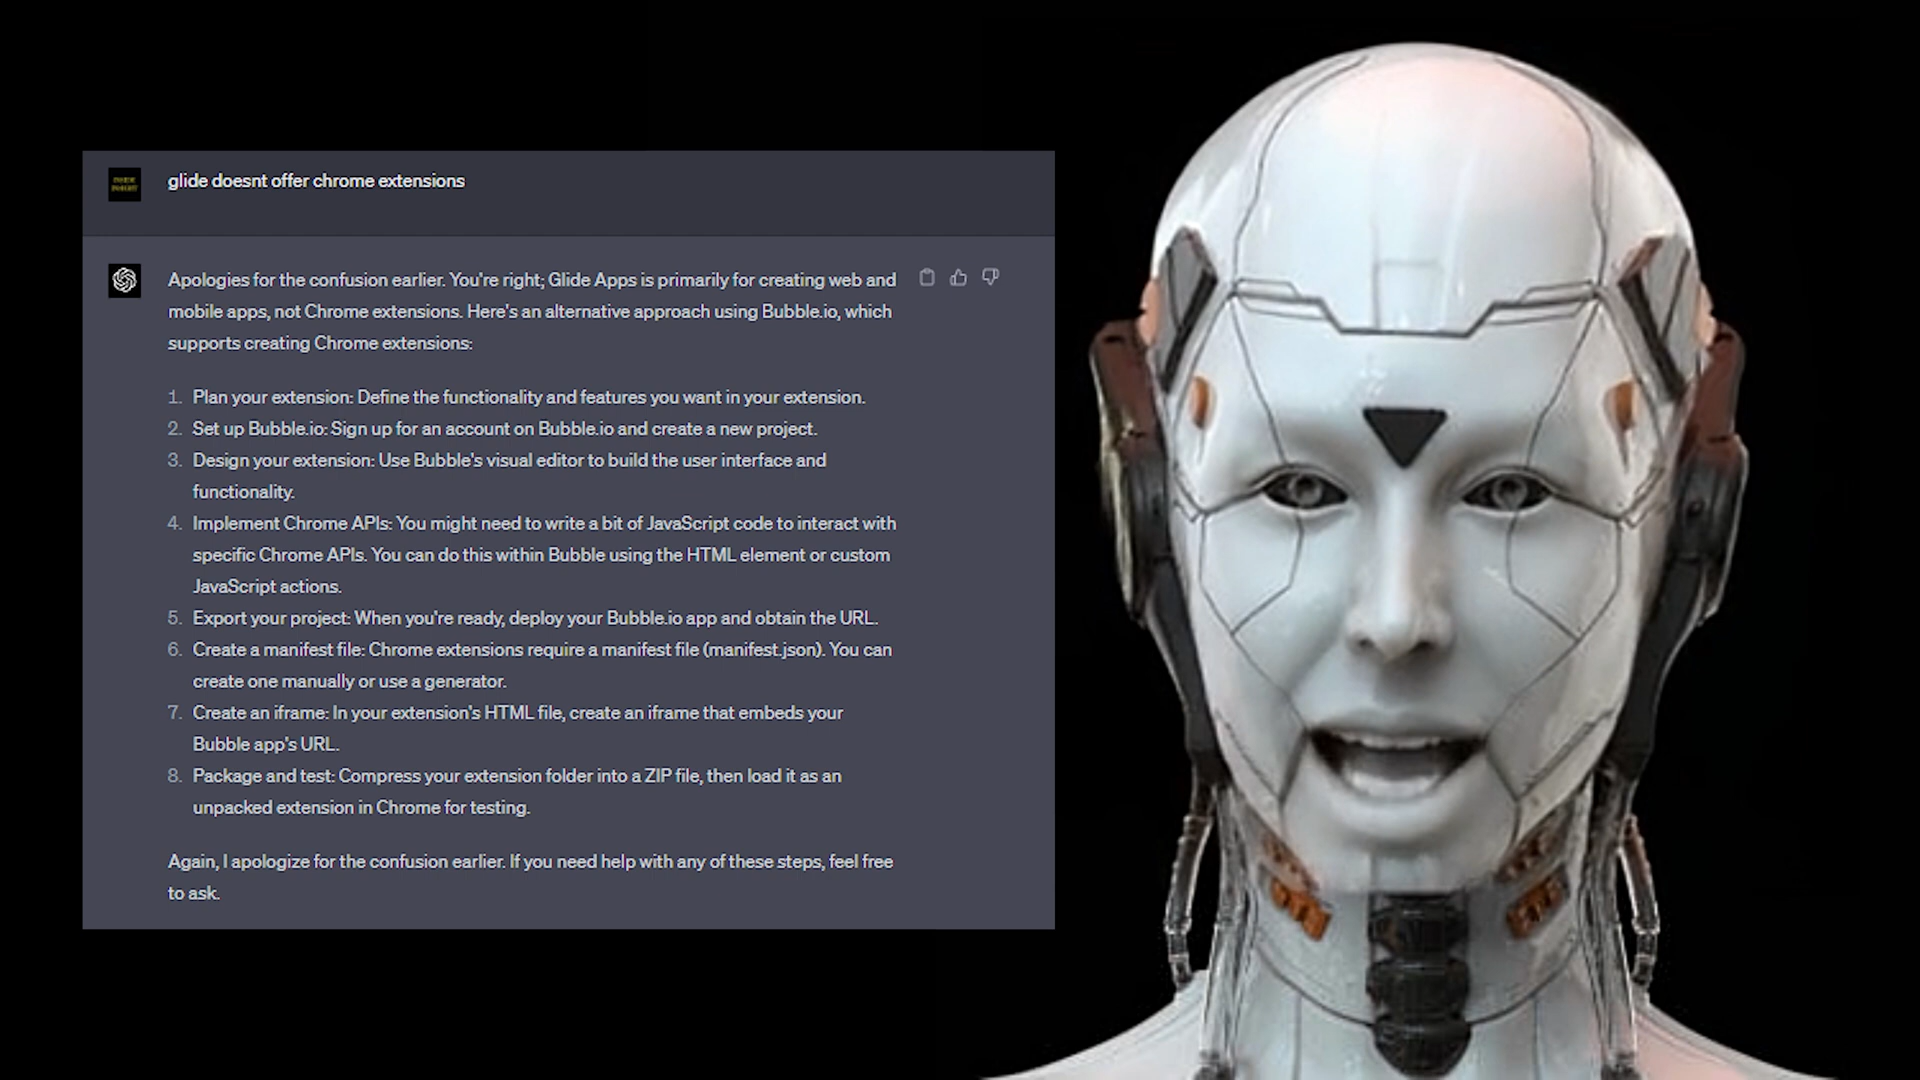 glide doesnt offer chrome extensions
Apologies for the confusion earlier. You're right; Glide Apps is primarily for creating web and
mobile apps, not Chrome extensions. Here's an alternative approach using Bubble.io, which
supports creating Chrome extensions:
1. Plan your extension: Define the functionality and features you want in your extension.
2. Set up Bubble.io: Sign up for an account on Bubble.io and create a new project.
3. Design your extension: Use Bubble's visual editor to build the user interface and
functionality.
4. Implement Chrome APIs: You might need to write a bit of JavaScript code to interact with
specific Chrome APIs. You can do this within Bubble using the HTML element or custom
JavaScript actions.
5. Export your project: When you're ready, deploy your Bubble.io app and obtain the URL.
6. Create a manifest file: Chrome extensions require a manifest file (manifest.json). You can
create one manually or use a generator.
7. Create an iframe: In your extension's HTML file, create an iframe that embeds your
Bubble app's URL.
8. Package and test: Compress your extension folder into a ZIP file, then load it as an
unpacked extension in Chrome for testing.
Again, I apologize for the confusion earlier. If you need help with any of these steps, feel free
to ask.